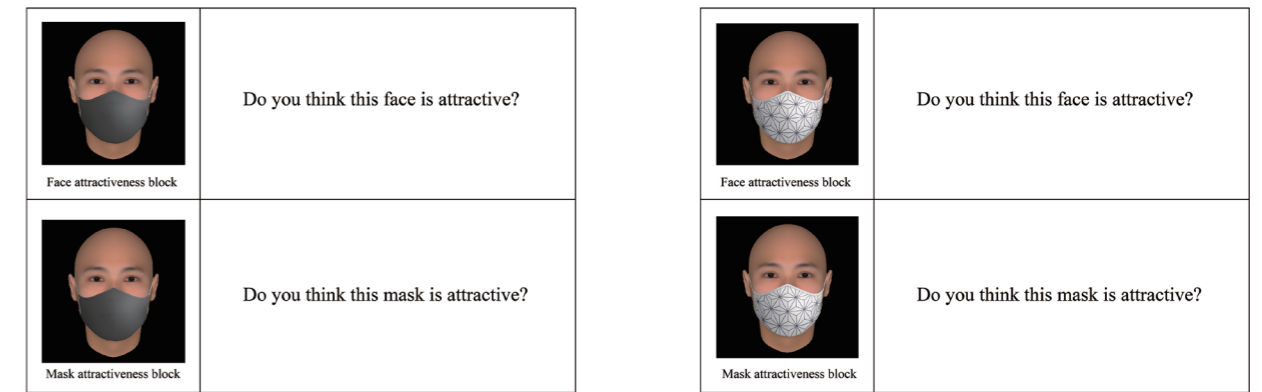 Do you think this face is attractive?
Face attractiveness block
Do you think this mask is attractive?
Mask attractiveness block
Do you think this face is attractive?
Face attractiveness block
Do you think this mask is attractive?
Mask attractiveness block